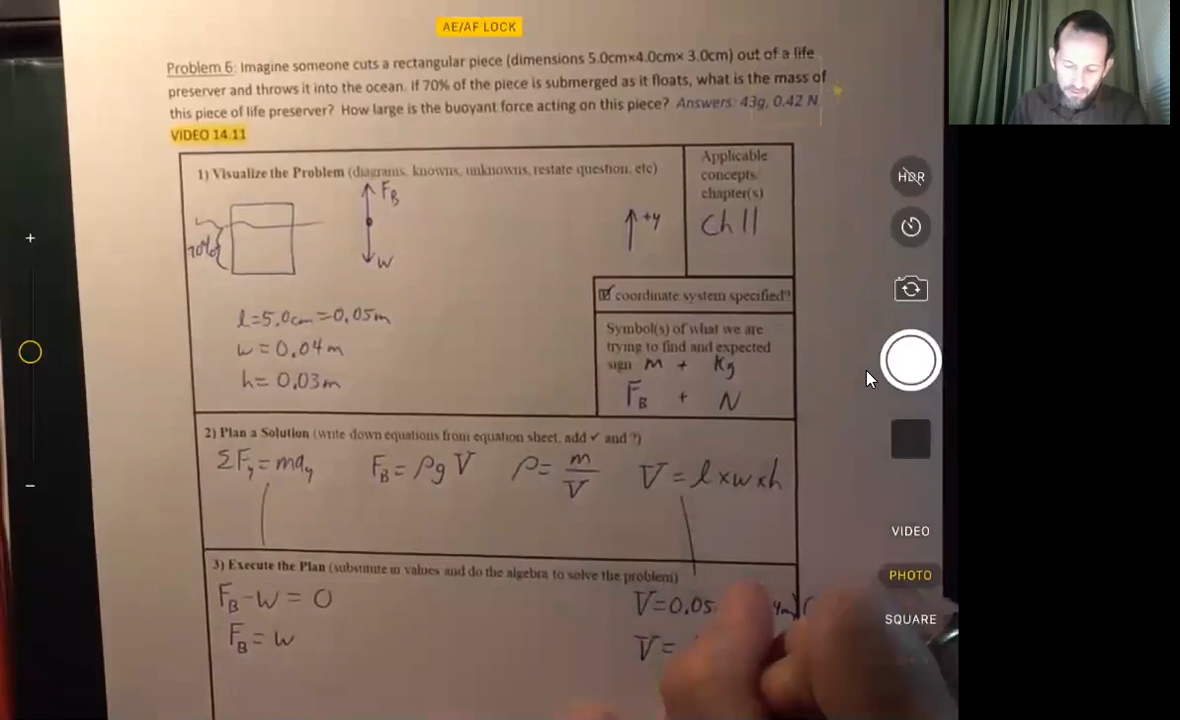 AE/AF LOCK
Problem 6: Imagine someone cuts a rectangular piece (dimensions 5.0cm×4.0cm× 3.0cm) out of a life
preserver and throws it into the ocean. If 70% of the piece is submerged as it floats, what is the mass of
this piece of life preserver? How large is the buoyant force acting on this piece? Answers: 43g, 0.42 N
VIDEO 14.11
1) Visualize the Problem (diagrams, knowns, unknowns, restate question, etc)
Applicable
concepts
chapter(s)
Ch 11
F_B
W
70%
+y
l=5.0cm=0.05m
w=0.04m
h=0.03m
coordinate system specified?
Symbol(s) of what we are
trying to find and expected
sign m + kg
F_B + N
2) Plan a Solution (write down equations from equation sheet, add ✓ and ?)
ΣF_y=ma_y F_B=ρgV ρ=m/V V=l×w×h
3) Execute the Plan (substitute in values and do the algebra to solve the problem)
F_B-W=0 V=0.05
F_B=W V=
HDR
VIDEO
PHOTO
SQUARE